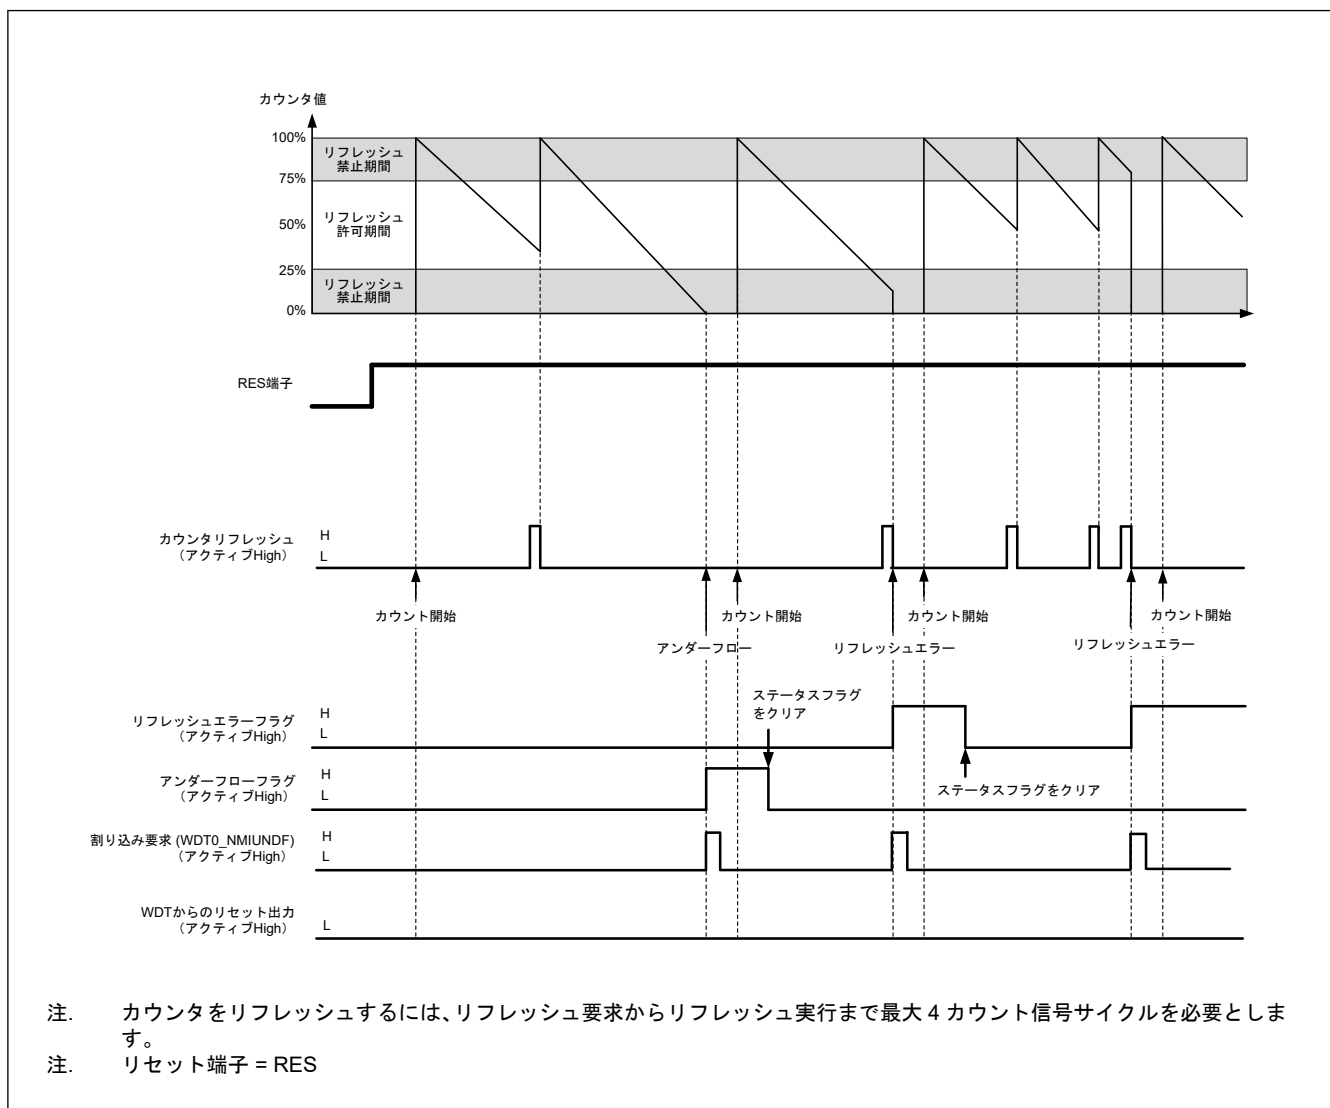 カウンタ値
100%
リフレッシュ
禁止期間
75%
50%
リフレッシュ
許可期間
25%
リフレッシュ
禁止期間
0%
RES端子
カウンタリフレッシュ
（アクティブHigh）
H
L
カウント開始
カウント開始
カウント開始
カウント開始
アンダーフロー
リフレッシュエラー
リフレッシュエラー
ステータスフラグ
をクリア
リフレッシュエラーフラグ
（アクティブHigh）
H
L
アンダーフローフラグ
（アクティブHigh）
H
L
ステータスフラグをクリア
割り込み要求 (WDT0_NMIUNDF)
（アクティブHigh）
H
L
WDTからのリセット出力
（アクティブHigh）
L
注. カウンタをリフレッシュするには、リフレッシュ要求からリフレッシュ実行まで最大 4 カウント信号サイクルを必要としま
す。
注. リセット端子 = RES